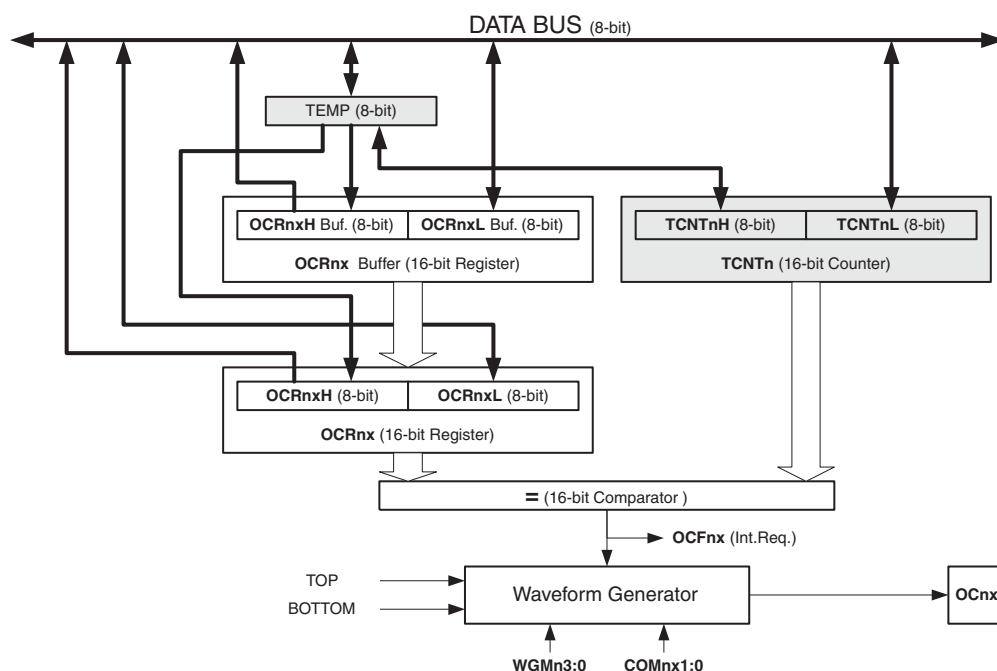 DATA BUS (8-bit)
TEMP (8-bit)
OCRnxH Buf. (8-bit) OCRnxL Buf. (8-bit)
OCRnx Buffer (16-bit Register)
TCNTnH (8-bit) TCNTnL (8-bit)
TCNTn (16-bit Counter)
OCRnxH (8-bit) OCRnxL (8-bit)
OCRnx (16-bit Register)
= (16-bit Comparator )
OCFnx (Int.Req.)
TOP
BOTTOM
Waveform Generator
OCnx
WGMn3:0 COMnx1:0